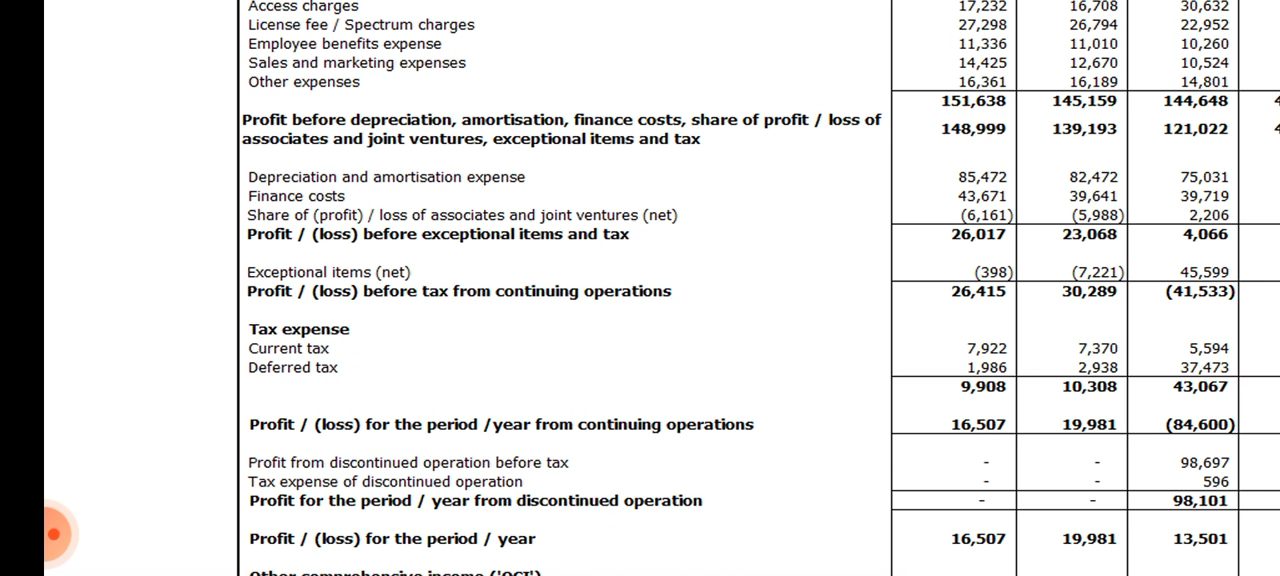 Access charges 17,232 16,708 30,632
License fee / Spectrum charges 27,298 26,794 22,952
Employee benefits expense 11,336 11,010 10,260
Sales and marketing expenses 14,425 12,670 10,524
Other expenses 16,361 16,189 14,801
151,638 145,159 144,648 4
Profit before depreciation, amortisation, finance costs, share of profit / loss of
associates and joint ventures, exceptional items and tax 148,999 139,193 121,022 4
Depreciation and amortisation expense 85,472 82,472 75,031
Finance costs 43,671 39,641 39,719
Share of (profit) / loss of associates and joint ventures (net) (6,161) (5,988) 2,206
Profit / (loss) before exceptional items and tax 26,017 23,068 4,066
Exceptional items (net) (398) (7,221) 45,599
Profit / (loss) before tax from continuing operations 26,415 30,289 (41,533)
Tax expense
Current tax 7,922 7,370 5,594
Deferred tax 1,986 2,938 37,473
9,908 10,308 43,067
Profit / (loss) for the period /year from continuing operations 16,507 19,981 (84,600)
Profit from discontinued operation before tax - - 98,697
Tax expense of discontinued operation - - 596
Profit for the period / year from discontinued operation - - 98,101
Profit / (loss) for the period / year 16,507 19,981 13,501
Other comprehensive income ('OCI')